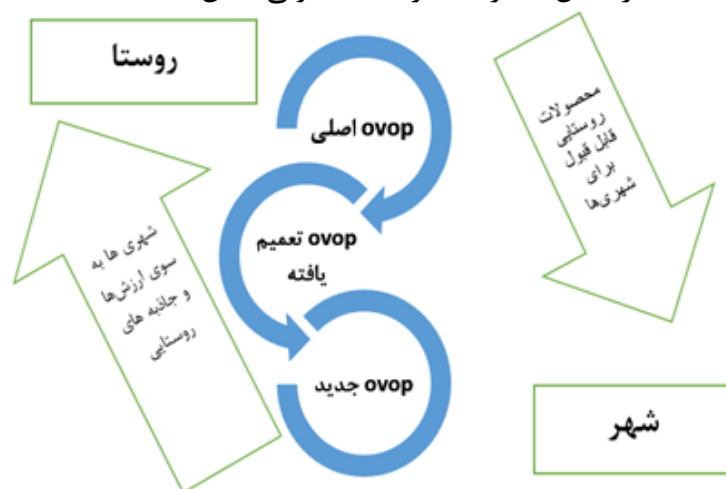 روستا
ovop اصلی
محصولات
روستایی
قابل قبول
برای
شهری‌ها
ovop تعمیم
یافته
شهری ها به
سوی ارزش‌ها
و جاذبه های
روستایی
ovop جدید
شهر